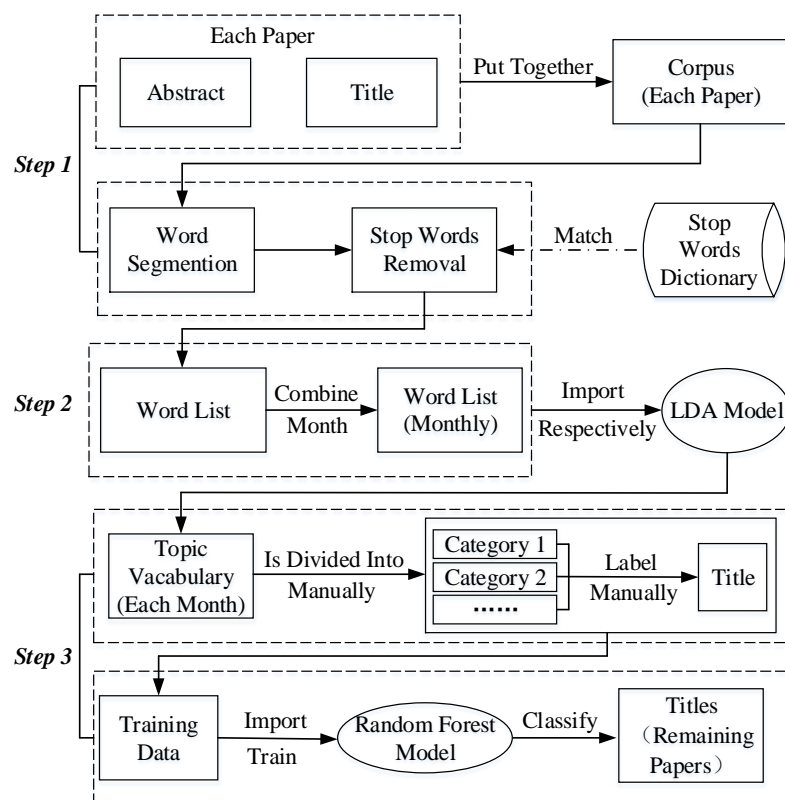 Each Paper
Abstract
Title
Put Together
Corpus
(Each Paper)
Step 1
Word
Segmention
Stop Words
Removal
Match
Stop
Words
Dictionary
Step 2
Word List
Combine
Month
Word List
(Monthly)
Import
Respectively
LDA Model
Topic
Vacabulary
(Each Month)
Is Divided Into
Manually
Category 1
Category 2
······
Label
Manually
Title
Step 3
Training
Data
Import
Train
Random Forest
Model
Classify
Titles
（Remaining
Papers）